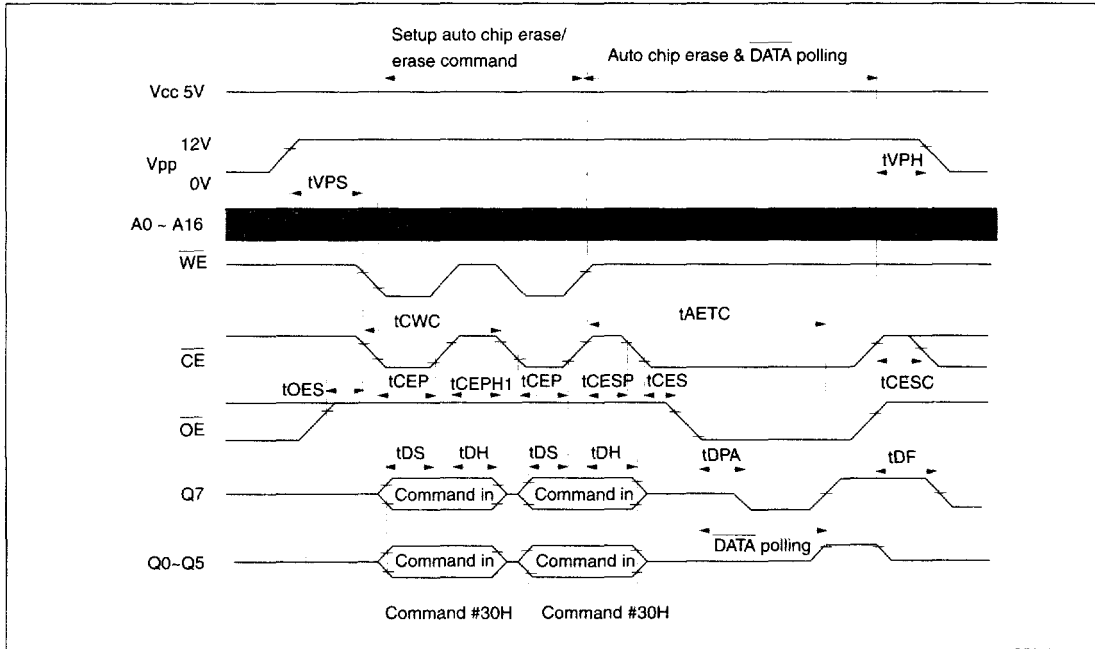 Setup auto chip erase/
erase command
Auto chip erase & DATA polling
Vcc 5V
12V
Vpp
0V
tVPS
tVPH
A0 ~ A16
WE
tCWC
tAETC
CE
tOES
tCEP
tCEPH1
tCEP
tCESP
tCES
tCESC
OE
tDS
tDH
tDS
tDH
tDPA
tDF
Q7
Command in
Command in
DATA polling
Q0~Q5
Command in
Command in
Command #30H
Command #30H